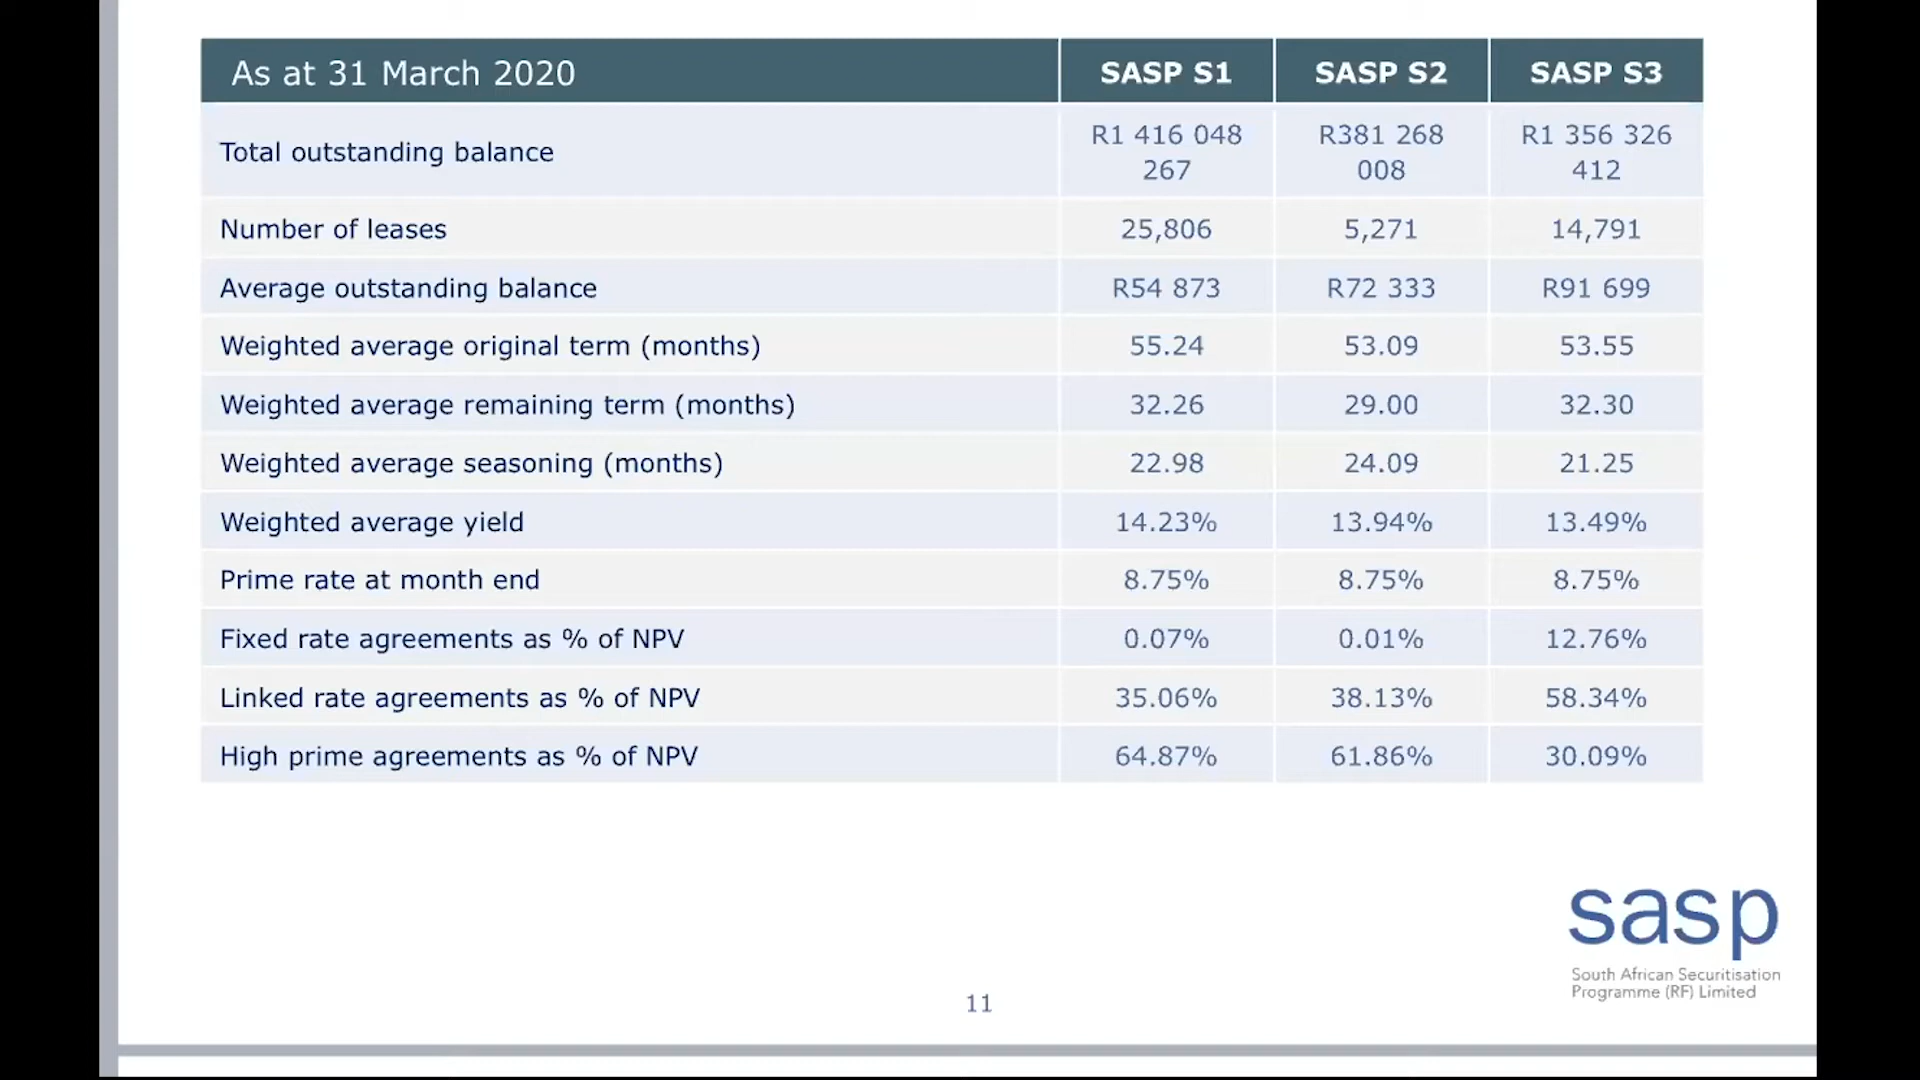 As at 31 March 2020 SASP S1 SASP S2 SASP S3
Total outstanding balance R1 416 048 267 R381 268 008 R1 356 326 412
Number of leases 25,806 5,271 14,791
Average outstanding balance R54 873 R72 333 R91 699
Weighted average original term (months) 55.24 53.09 53.55
Weighted average remaining term (months) 32.26 29.00 32.30
Weighted average seasoning (months) 22.98 24.09 21.25
Weighted average yield 14.23% 13.94% 13.49%
Prime rate at month end 8.75% 8.75% 8.75%
Fixed rate agreements as % of NPV 0.07% 0.01% 12.76%
Linked rate agreements as % of NPV 35.06% 38.13% 58.34%
High prime agreements as % of NPV 64.87% 61.86% 30.09%
sasp
South African Securitisation
Programme (RF) Limited
11